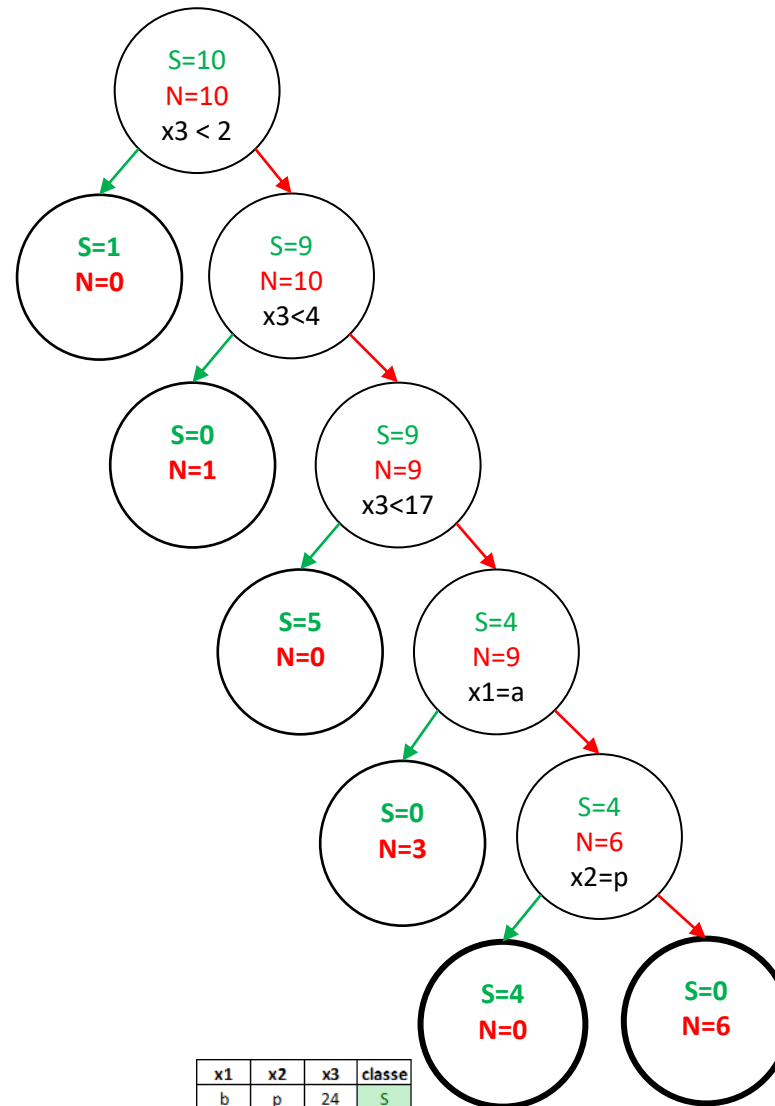 S=10
N=10
x3 < 2
S=1
N=0
S=9
N=10
x3<4
S=0
N=1
S=9
N=9
x3<17
S=5
N=0
S=4
N=9
x1=a
S=0
N=3
S=4
N=6
x2=p
S=4
N=0
S=0
N=6
x1 x2 x3 classe
b p 24 S